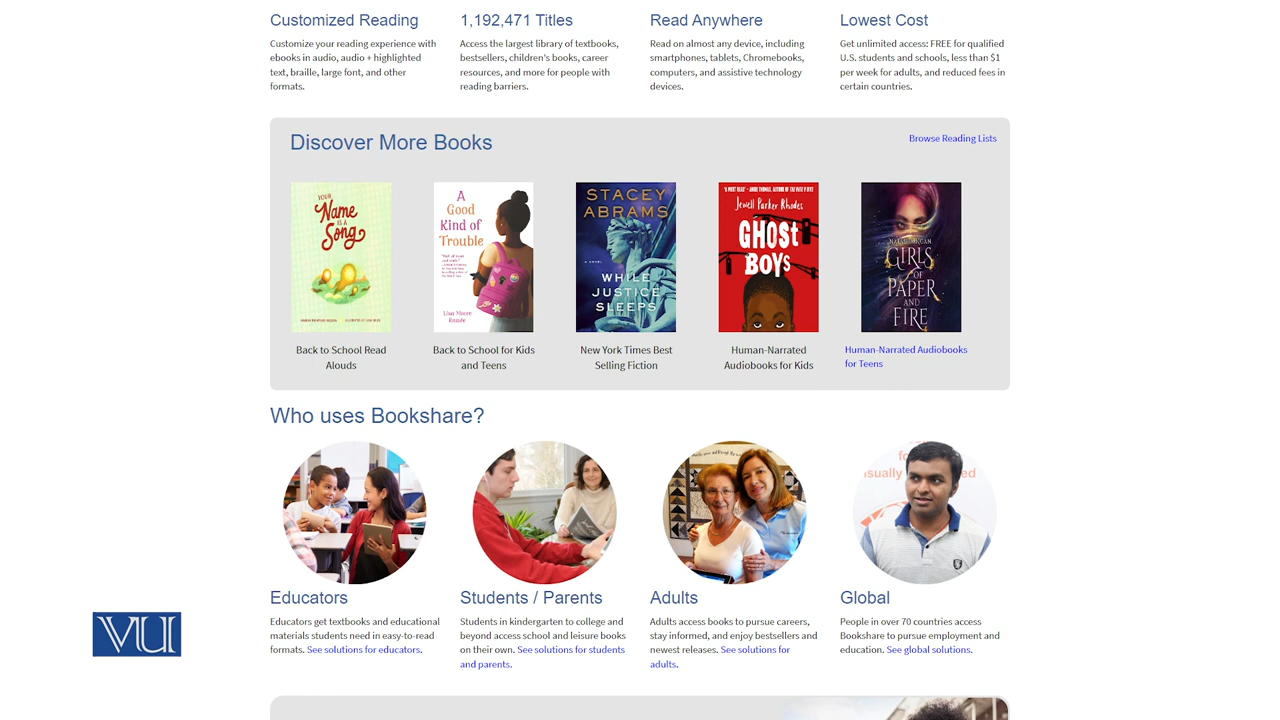 Customized Reading
Customize your reading experience with
ebooks in audio, audio + highlighted
text, braille, large font, and other
formats.
1,192,471 Titles
Access the largest library of textbooks,
bestsellers, children's books, career
resources, and more for people with
reading barriers.
Read Anywhere
Read on almost any device, including
smartphones, tablets, Chromebooks,
computers, and assistive technology
devices.
Lowest Cost
Get unlimited access: FREE for qualified
U.S. students and schools, less than $1
per week for adults, and reduced fees in
certain countries.
Discover More Books
Browse Reading Lists
YOUR
Name
IS A
Song
A
Good
Kind of
Trouble
Lisa Moore
Ramée
STACEY
ABRAMS
A NOVEL
WHILE
JUSTICE
SLEEPS
Jewell Parker Rhodes
GHOST
BOYS
GIRLS
OF
PAPER
AND
FIRE
Back to School Read
Alouds
Back to School for Kids
and Teens
New York Times Best
Selling Fiction
Human-Narrated
Audiobooks for Kids
Human-Narrated Audiobooks
for Teens
Who uses Bookshare?
Educators
Educators get textbooks and educational
materials students need in easy-to-read
formats. See solutions for educators.
Students / Parents
Students in kindergarten to college and
beyond access school and leisure books
on their own. See solutions for students
and parents.
Adults
Adults access books to pursue careers,
stay informed, and enjoy bestsellers and
newest releases. See solutions for
adults.
Global
People in over 70 countries access
Bookshare to pursue employment and
education. See global solutions.
VU